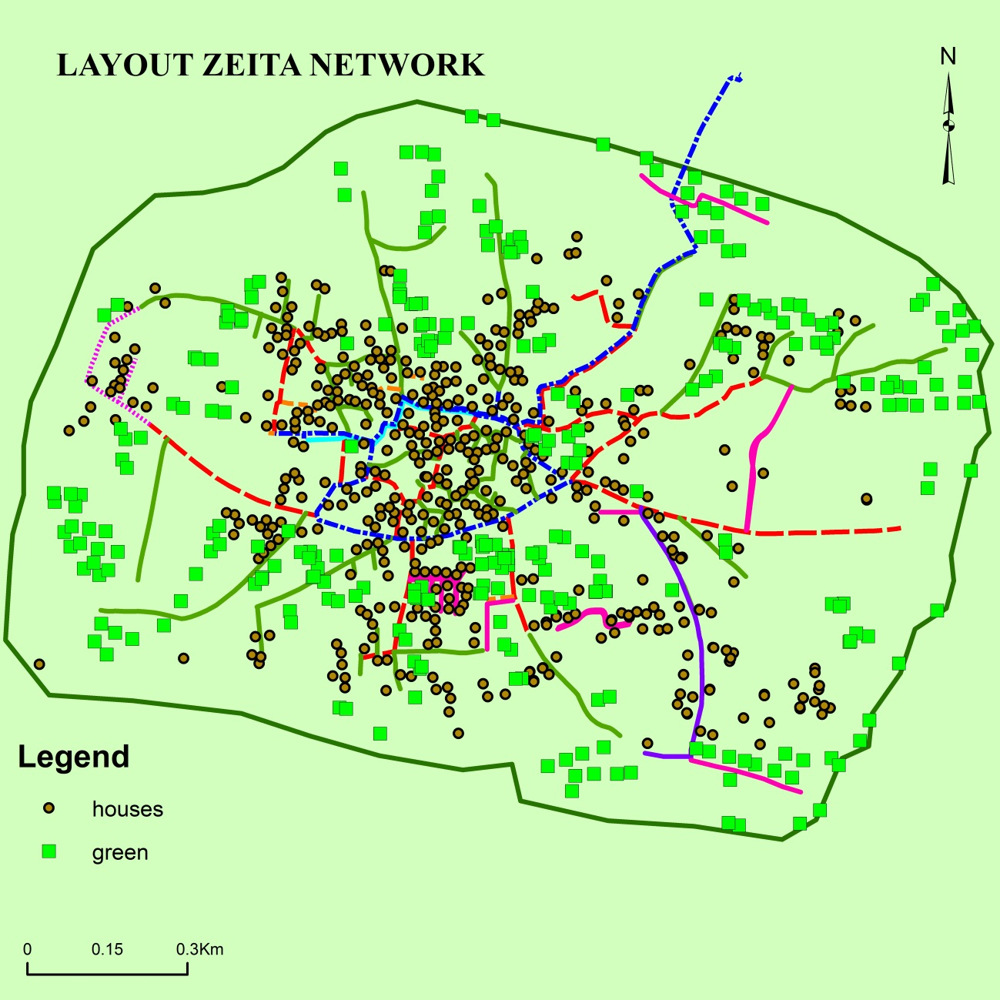 LAYOUT ZEITA NETWORK
N
Legend
houses
green
0 0.15 0.3Km